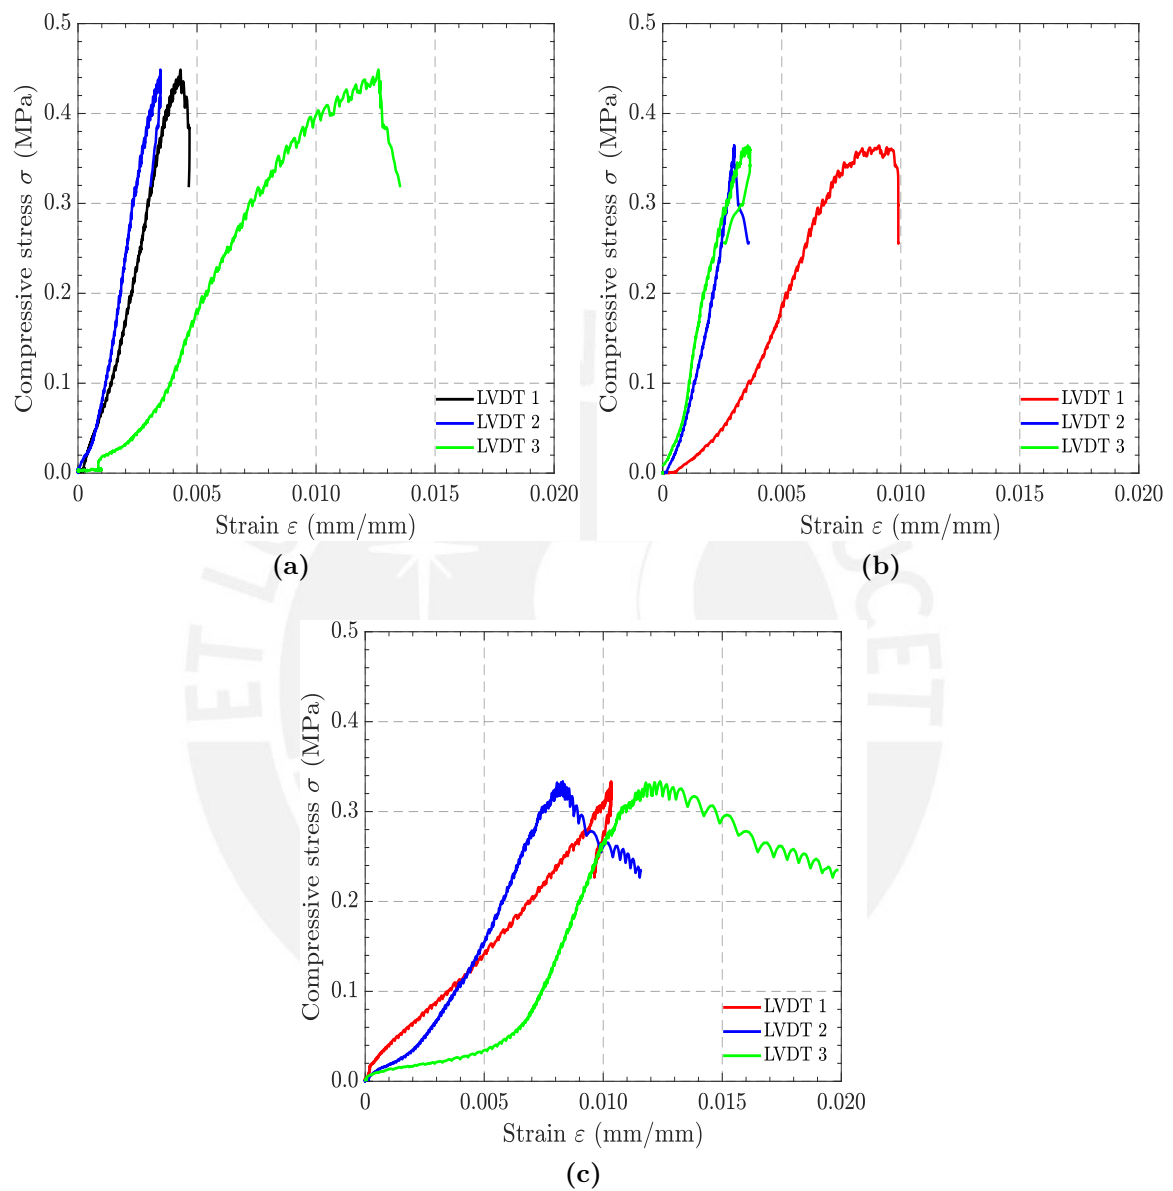 0.5
0.4
0.3
0.2
0.1
0.0
Compressive stress σ (MPa)
LVDT 1
LVDT 2
LVDT 3
0 0.005 0.010 0.015 0.020
Strain ε (mm/mm)
(a)
0.5
0.4
0.3
0.2
0.1
0.0
Compressive stress σ (MPa)
LVDT 1
LVDT 2
LVDT 3
0 0.005 0.010 0.015 0.020
Strain ε (mm/mm)
(b)
ET L
UCET
0.5
0.4
0.3
0.2
0.1
0.0
Compressive stress σ (MPa)
LVDT 1
LVDT 2
LVDT 3
0 0.005 0.010 0.015 0.020
Strain ε (mm/mm)
(c)